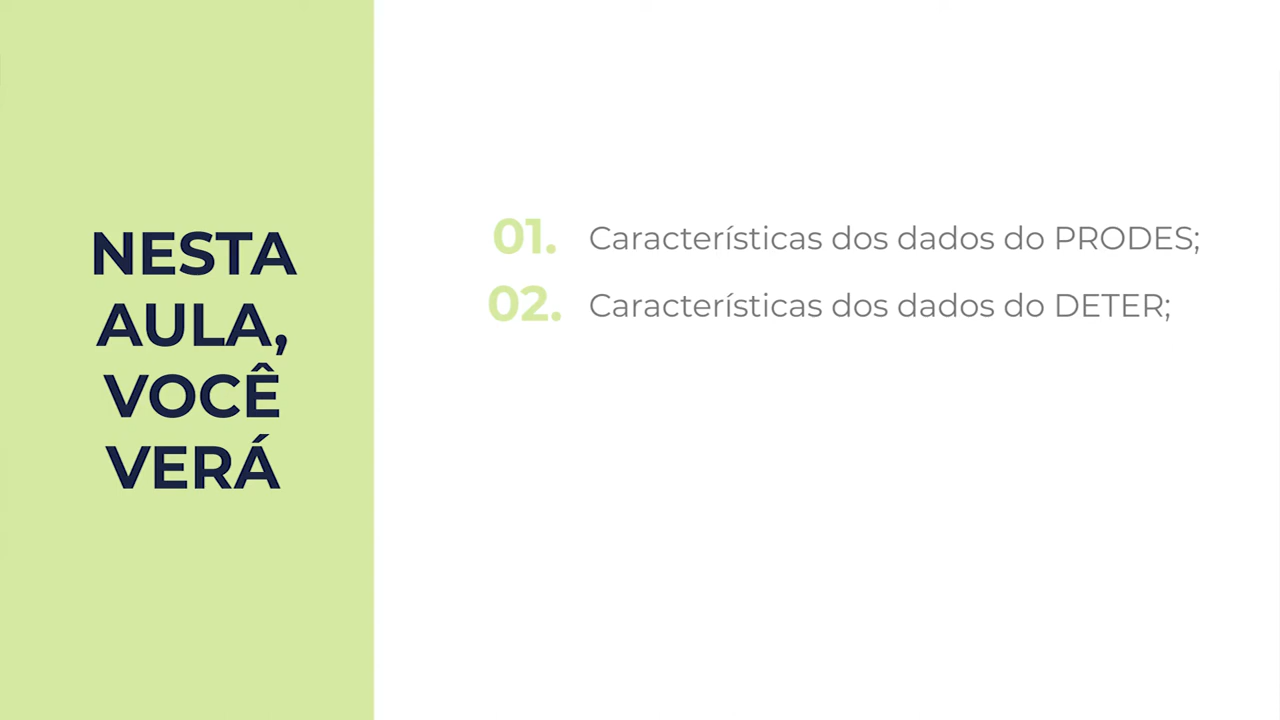 NESTA
AULA,
VOCÊ
VERÁ
01. Características dos dados do PRODES;
02. Características dos dados do DETER;